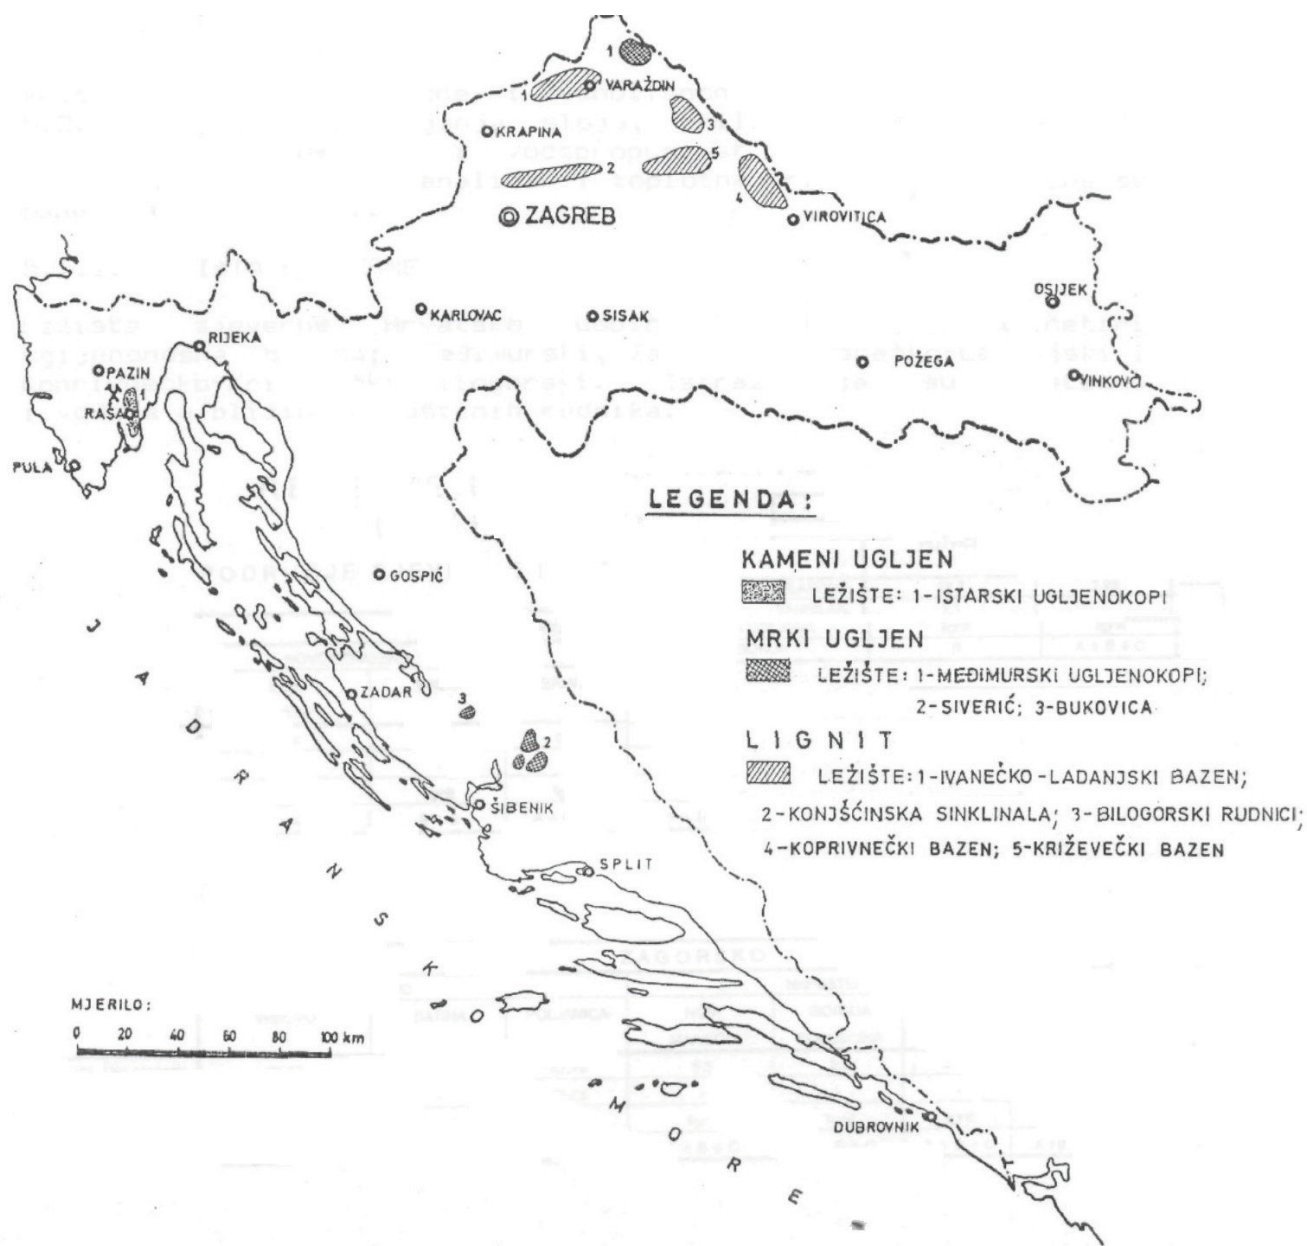 1
VARAŽDIN
1
KRAPINA
3
5
2
4
ZAGREB
VIROVITICA
OSIJEK
KARLOVAC
SISAK
RIJEKA
POŽEGA
PAZIN
VINKOVCI
1
RAŠA
PULA
LEGENDA:
KAMENI UGLJEN
LEŽIŠTE: 1-ISTARSKI UGLJENOKOPI
MRKI UGLJEN
LEŽIŠTE: 1-MEĐIMURSKI UGLJENOKOPI;
2-SIVERIĆ; 3-BUKOVICA
LIGNIT
LEŽIŠTE: 1-IVANEČKO-LADANJSKI BAZEN;
2-KONJŠĆINSKA SINKLINALA; 3-BILOGORSKI RUDNICI;
4-KOPRIVNEČKI BAZEN; 5-KRIŽEVEČKI BAZEN
GOSPIĆ
ZADAR
3
2
ŠIBENIK
SPLIT
DUBROVNIK
JADRANSKO MORE
MJERILO:
0 20 40 60 80 100 km